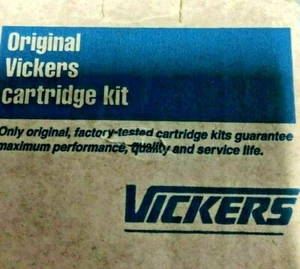 Original
Vickers
cartridge kit
Only original, factory-tested cartridge kits guarantee
maximum performance, quality and service life.
VICKERS